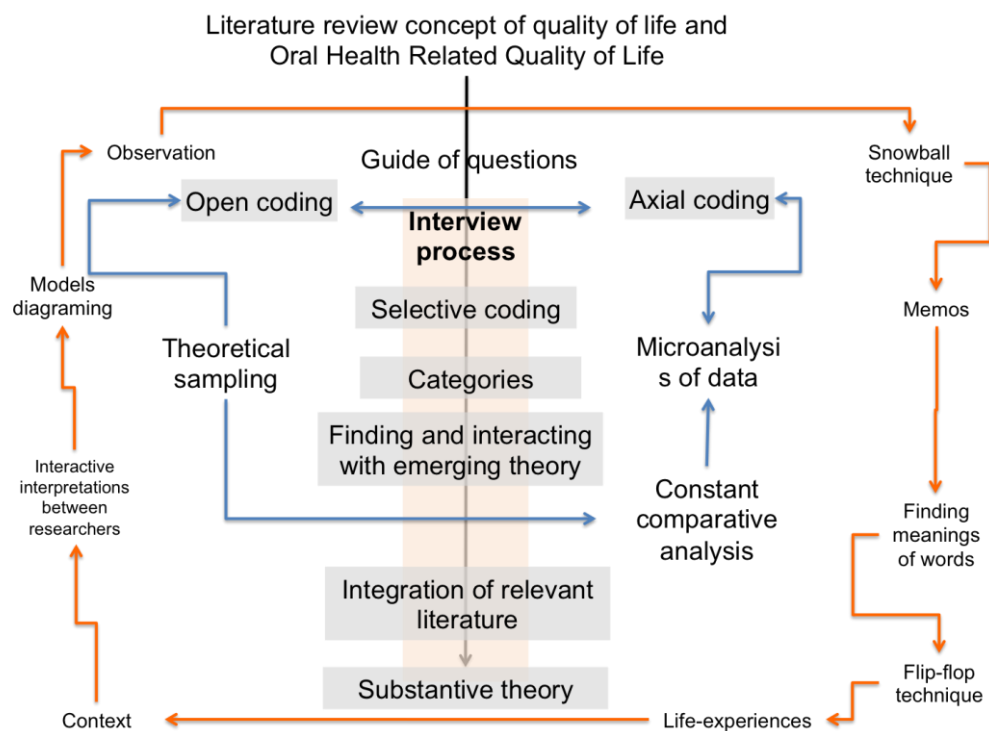 Literature review concept of quality of life and
Oral Health Related Quality of Life
Observation
Guide of questions
Snowball
technique
Open coding
Axial coding
Interview
process
Models
diagraming
Selective coding
Memos
Theoretical
sampling
Microanalysi
s of data
Categories
Finding and interacting
with emerging theory
Interactive
interpretations
between
researchers
Constant
comparative
analysis
Finding
meanings
of words
Integration of relevant
literature
Substantive theory
Flip-flop
technique
Context
Life-experiences